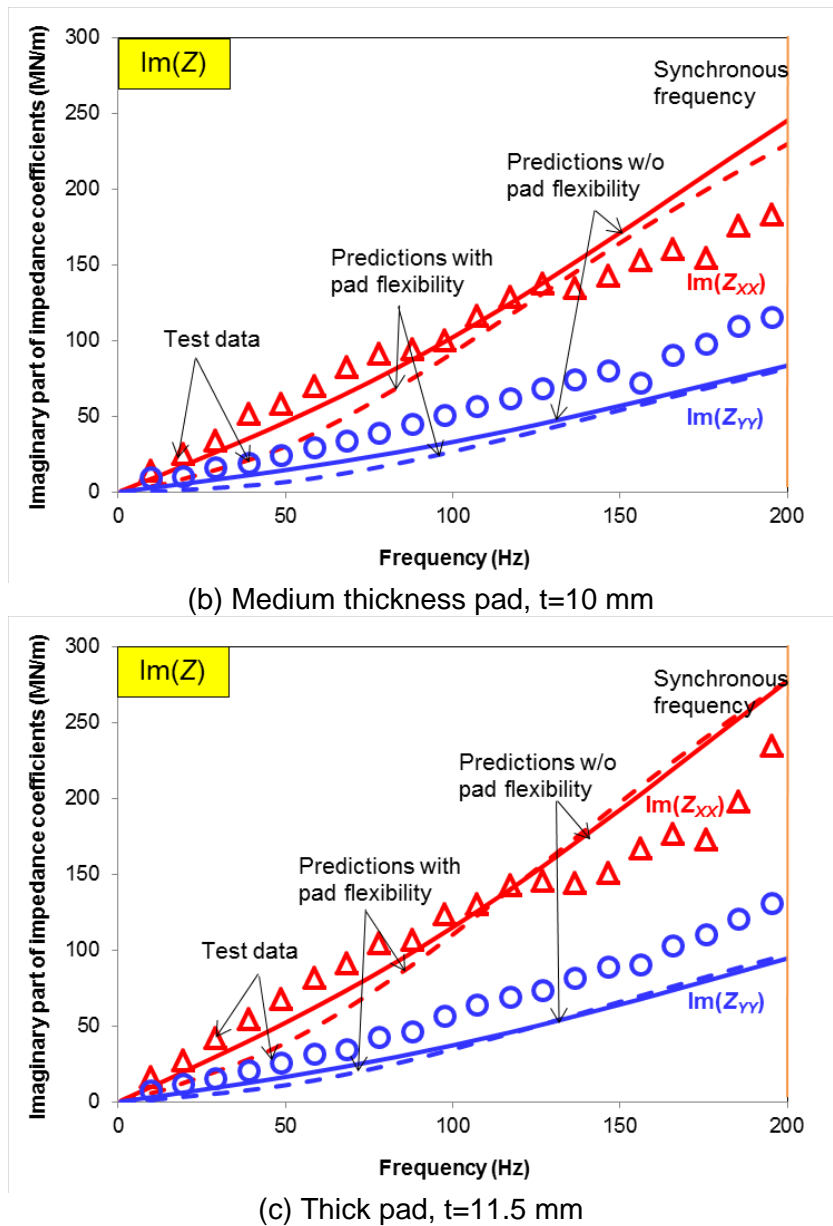 Imaginary part of impedance coefficients (MN/m)
300
250
200
150
100
50
0
Im(Z)
Synchronous
frequency
Predictions w/o
pad flexibility
Predictions with
pad flexibility
Test data
Im(ZXX)
Im(ZYY)
0 50 100 150 200
Frequency (Hz)
(b) Medium thickness pad, t=10 mm
Imaginary part of impedance coefficients (MN/m)
300
250
200
150
100
50
0
Im(Z)
Synchronous
frequency
Predictions w/o
pad flexibility
Im(ZXX)
Predictions with
pad flexibility
Test data
Im(ZYY)
0 50 100 150 200
Frequency (Hz)
(c) Thick pad, t=11.5 mm